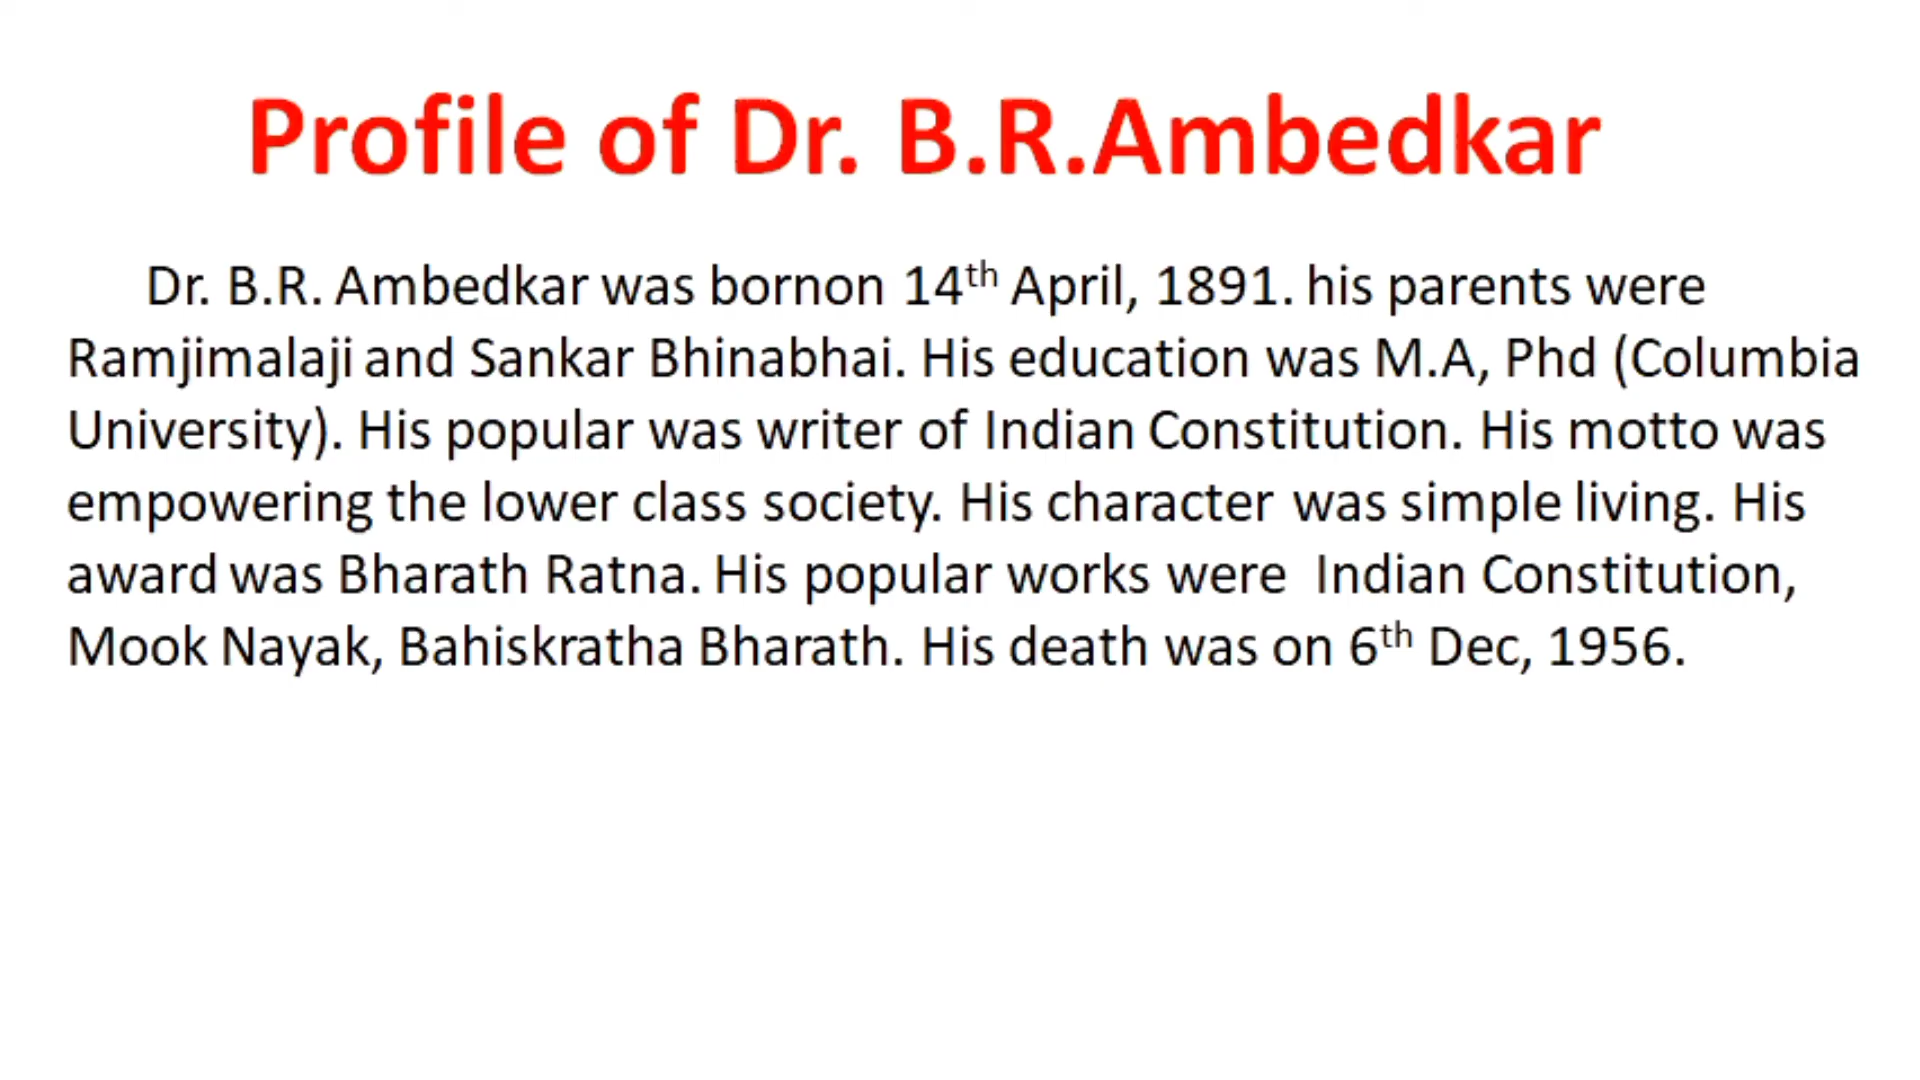 Profile of Dr. B.R.Ambedkar
Dr. B.R. Ambedkar was bornon 14th April, 1891. his parents were
Ramjimalaji and Sankar Bhinabhai. His education was M.A, Phd (Columbia
University). His popular was writer of Indian Constitution. His motto was
empowering the lower class society. His character was simple living. His
award was Bharath Ratna. His popular works were Indian Constitution,
Mook Nayak, Bahiskratha Bharath. His death was on 6th Dec, 1956.